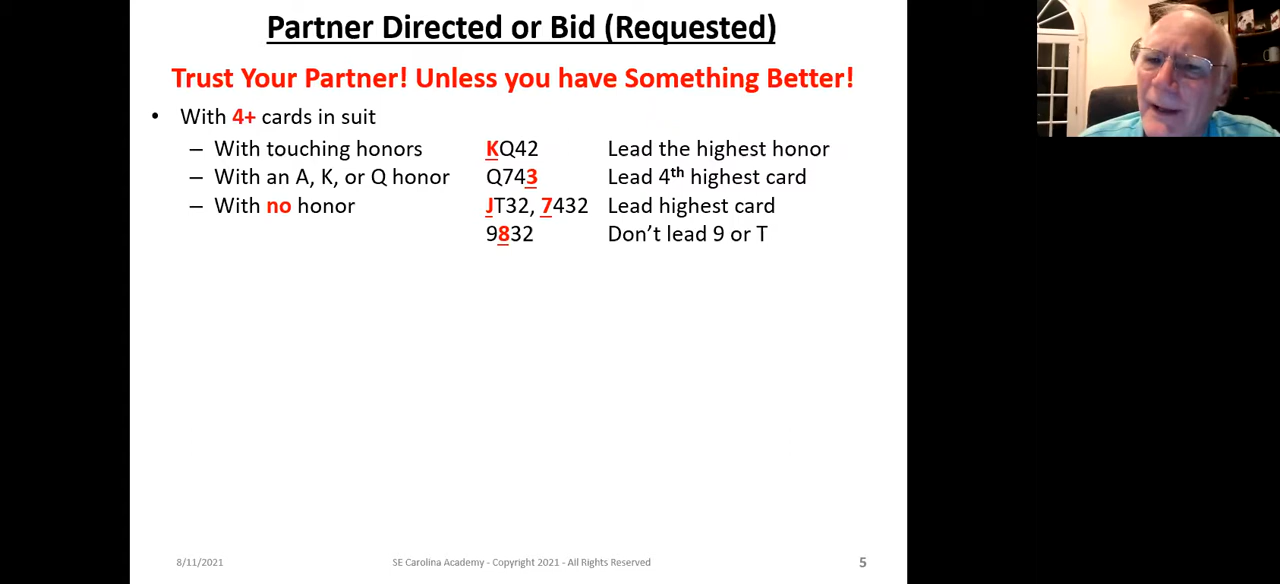 Partner Directed or Bid (Requested)
Trust Your Partner! Unless you have Something Better!
• With 4+ cards in suit
– With touching honors KQ42 Lead the highest honor
– With an A, K, or Q honor Q743 Lead 4th highest card
– With no honor JT32, 7432 Lead highest card
9832 Don’t lead 9 or T
8/11/2021 SE Carolina Academy - Copyright 2021 - All Rights Reserved 5